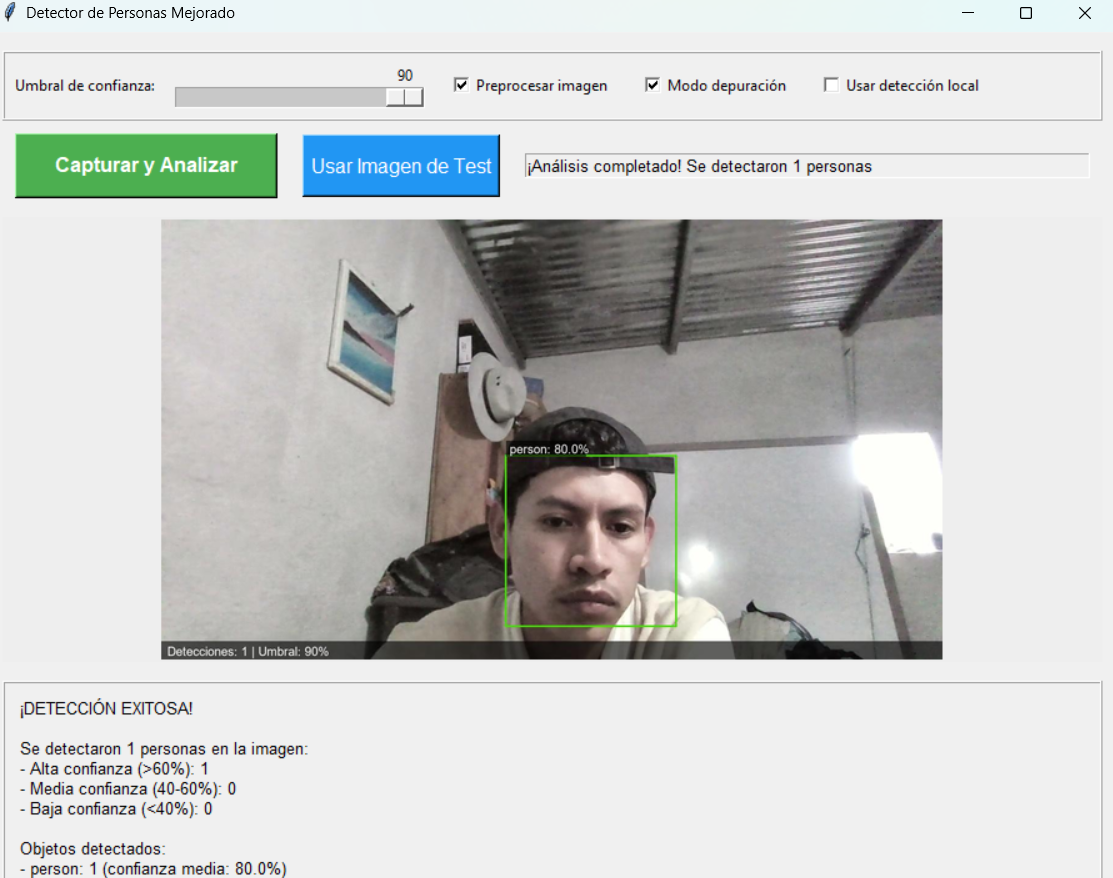 Detector de Personas Mejorado
Umbral de confianza:
90
Preprocesar imagen
Modo depuración
Usar detección local
Capturar y Analizar
Usar Imagen de Test
¡Análisis completado! Se detectaron 1 personas
person: 80.0%
Detecciones: 1 | Umbral: 90%
¡DETECCIÓN EXITOSA!
Se detectaron 1 personas en la imagen:
- Alta confianza (>60%): 1
- Media confianza (40-60%): 0
- Baja confianza (<40%): 0
Objetos detectados:
- person: 1 (confianza media: 80.0%)